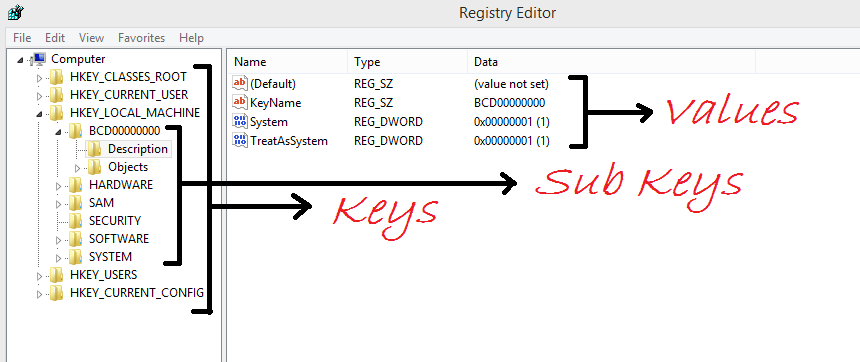 Registry Editor
File Edit View Favorites Help
Computer
HKEY_CLASSES_ROOT
HKEY_CURRENT_USER
HKEY_LOCAL_MACHINE
BCD00000000
Description
Objects
HARDWARE
SAM
SECURITY
SOFTWARE
SYSTEM
HKEY_USERS
HKEY_CURRENT_CONFIG
Name Type Data
(Default) REG_SZ (value not set)
KeyName REG_SZ BCD00000000
System REG_DWORD 0x00000001 (1)
TreatAsSystem REG_DWORD 0x00000001 (1)
Values
Sub Keys
Keys